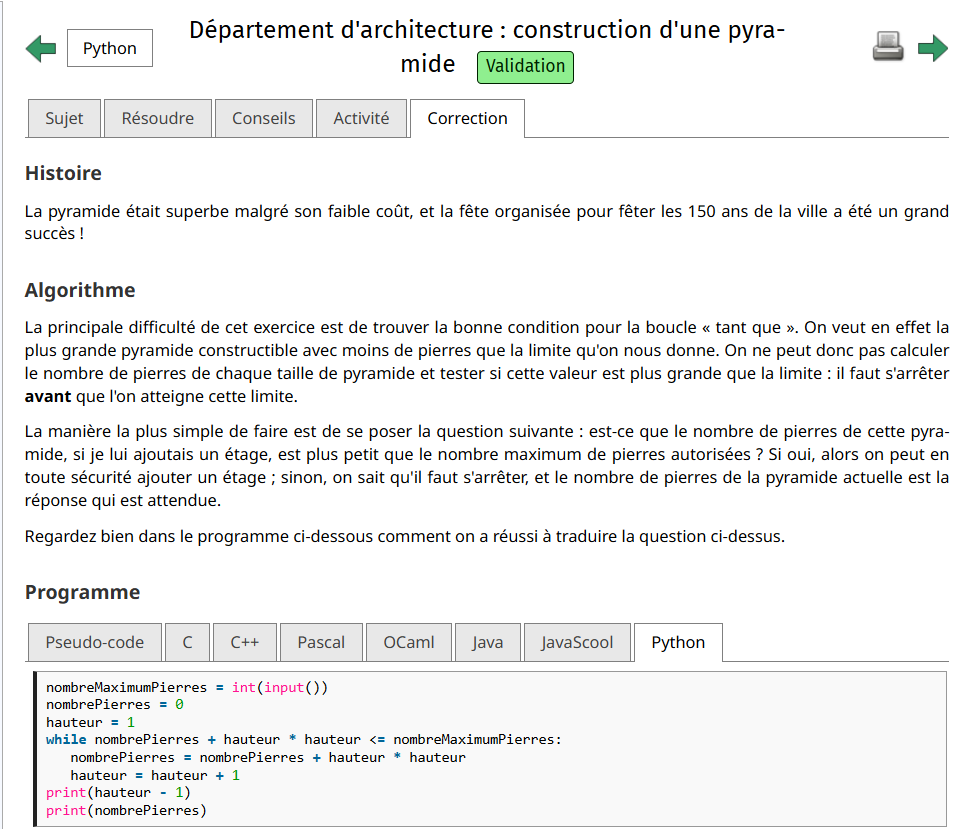 Python
Département d'architecture : construction d'une pyra-
mide Validation
Sujet Résoudre Conseils Activité Correction
Histoire
La pyramide était superbe malgré son faible coût, et la fête organisée pour fêter les 150 ans de la ville a été un grand
succès !
Algorithme
La principale difficulté de cet exercice est de trouver la bonne condition pour la boucle « tant que ». On veut en effet la
plus grande pyramide constructible avec moins de pierres que la limite qu'on nous donne. On ne peut donc pas calculer
le nombre de pierres de chaque taille de pyramide et tester si cette valeur est plus grande que la limite : il faut s'arrêter
avant que l'on atteigne cette limite.
La manière la plus simple de faire est de se poser la question suivante : est-ce que le nombre de pierres de cette pyra-
mide, si je lui ajoutais un étage, est plus petit que le nombre maximum de pierres autorisées ? Si oui, alors on peut en
toute sécurité ajouter un étage ; sinon, on sait qu'il faut s'arrêter, et le nombre de pierres de la pyramide actuelle est la
réponse qui est attendue.
Regardez bien dans le programme ci-dessous comment on a réussi à traduire la question ci-dessus.
Programme
Pseudo-code C C++ Pascal OCaml Java JavaScool Python
nombreMaximumPierres = int(input())
nombrePierres = 0
hauteur = 1
while nombrePierres + hauteur * hauteur <= nombreMaximumPierres:
   nombrePierres = nombrePierres + hauteur * hauteur
   hauteur = hauteur + 1
print(hauteur - 1)
print(nombrePierres)